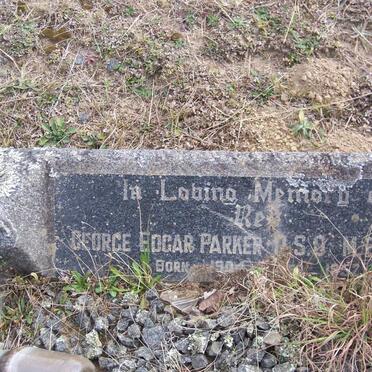 In Loving Memory
Rev
GEORGE EDGAR PARKER D.S.O. M.
BORN